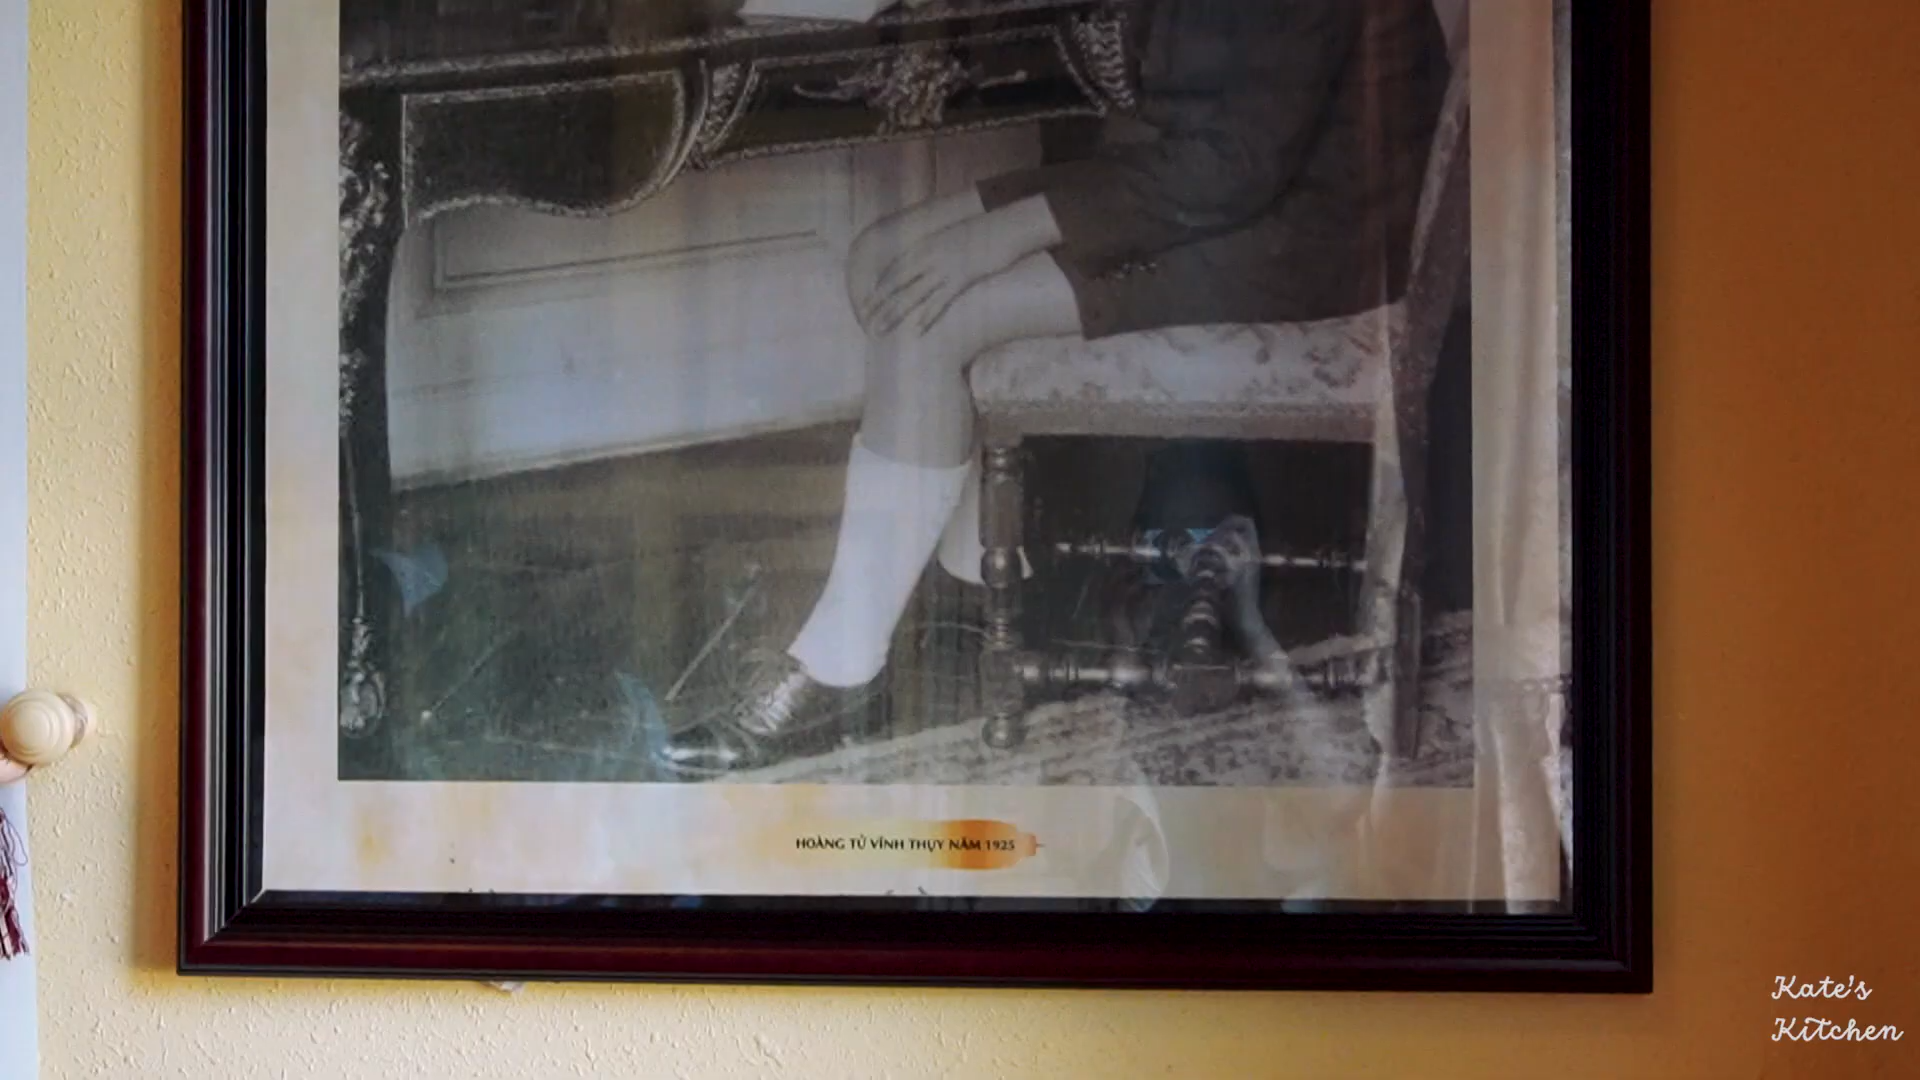 HOÀNG TỬ VĨNH THỤY NĂM 1925
Kate's
Kitchen